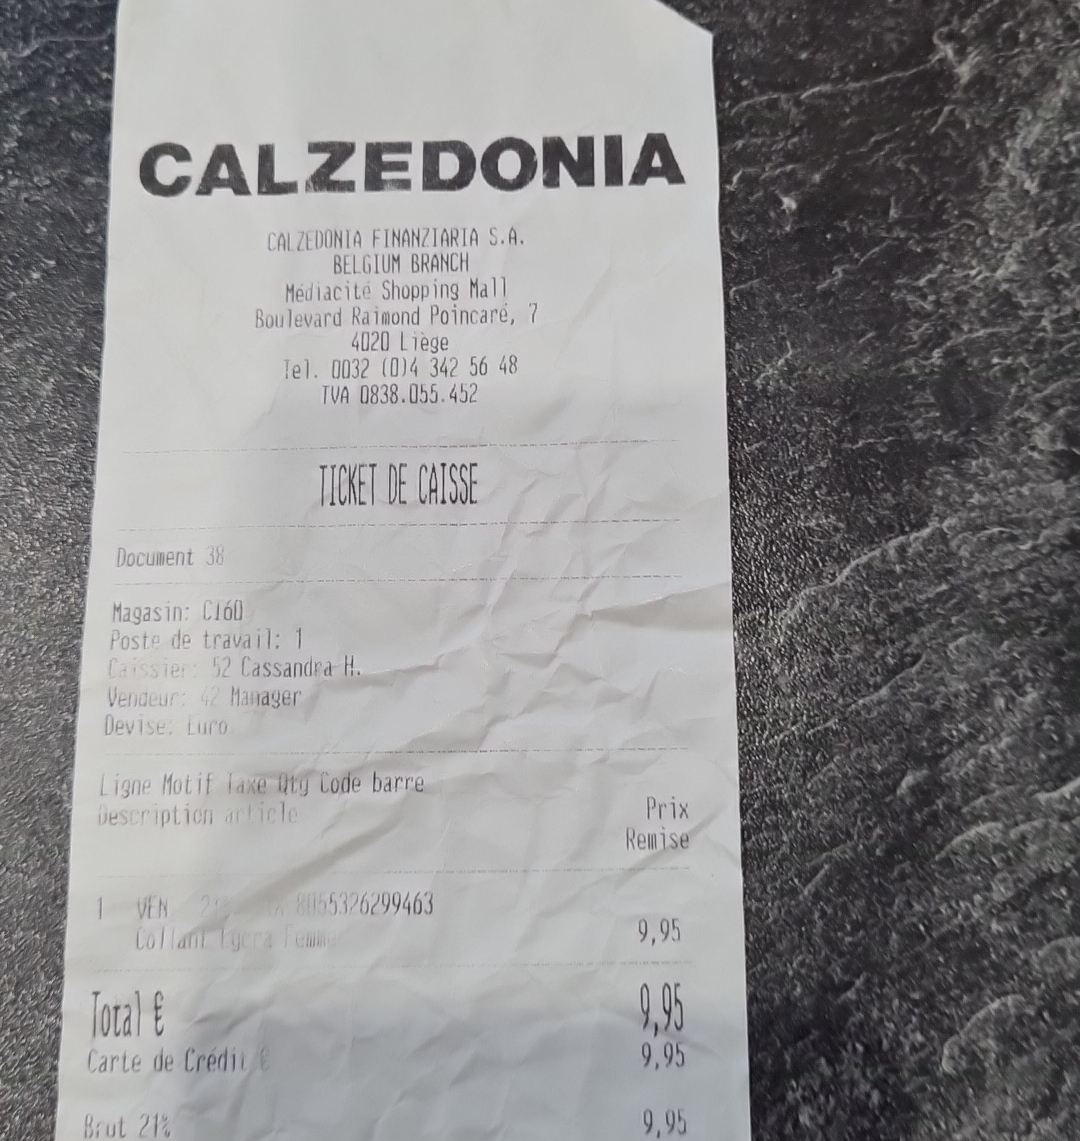 CALZEDONIA
CALZEDONIA FINANZIARIA S.A.
BELGIUM BRANCH
Médiacité Shopping Mall
Boulevard Raimond Poincaré, 7
4020 Liège
Tel. 0032 (0)4 342 56 48
TVA 0838.055.452
TICKET DE CAISSE
Document 38
Magasin: C160
Poste de travail: 1
Caissier: 52 Cassandra H.
Vendeur: 42 Manager
Devise: Euro
Ligne Motif Taxe Qty Code barre
Description article
Prix
Remise
1 VEN 8055326299463
Collant Lycra Femme 9,95
Total € 9,95
Carte de Crédit € 9,95
Brut 21% 9,95